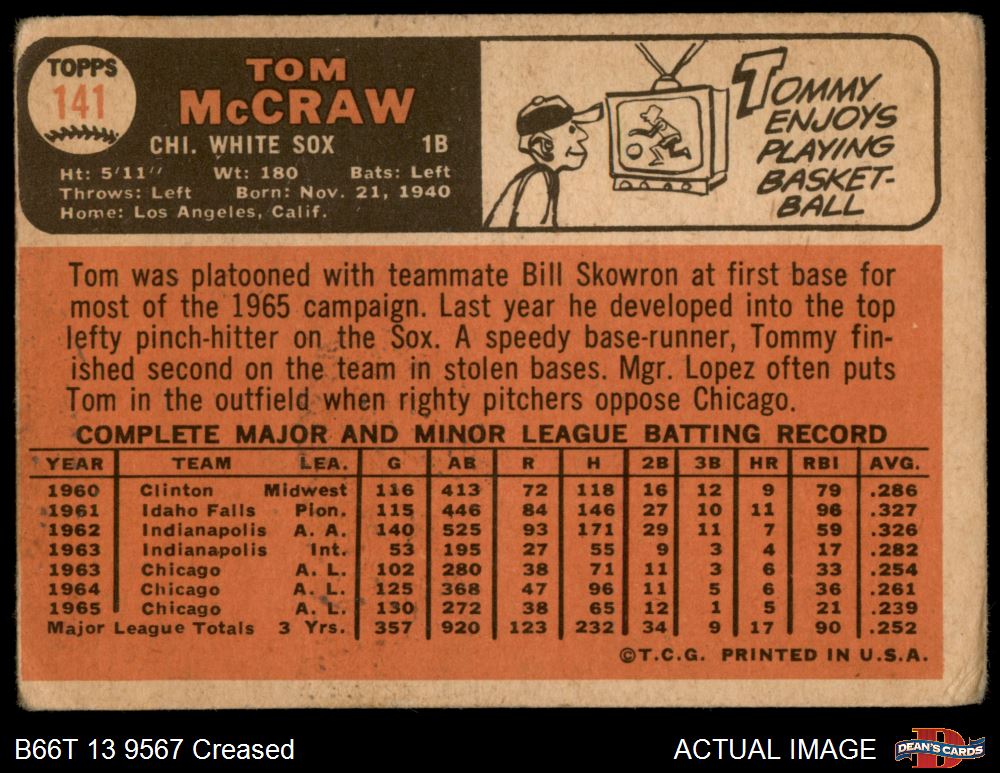 TOPPS
141
TOM
McCRAW
CHI. WHITE SOX 1B
Ht: 5'11" Wt: 180 Bats: Left
Throws: Left Born: Nov. 21, 1940
Home: Los Angeles, Calif.
TOMMY
ENJOYS
PLAYING
BASKET-
BALL
Tom was platooned with teammate Bill Skowron at first base for
most of the 1965 campaign. Last year he developed into the top
lefty pinch-hitter on the Sox. A speedy base-runner, Tommy fin-
ished second on the team in stolen bases. Mgr. Lopez often puts
Tom in the outfield when righty pitchers oppose Chicago.
COMPLETE MAJOR AND MINOR LEAGUE BATTING RECORD
YEAR TEAM LEA. G AB R H 2B 3B HR RBI AVG.
1960 Clinton Midwest 116 413 72 118 16 12 9 79 .286
1961 Idaho Falls Pion. 115 446 84 146 27 10 11 96 .327
1962 Indianapolis A. A. 140 525 93 171 29 11 7 59 .326
1963 Indianapolis Int. 53 195 27 55 9 3 4 17 .282
1963 Chicago A. L. 102 280 38 71 11 3 6 33 .254
1964 Chicago A. L. 125 368 47 96 11 5 6 36 .261
1965 Chicago A. L. 130 272 38 65 12 1 5 21 .239
Major League Totals 3 Yrs. 357 920 123 232 34 9 17 90 .252
©T.C.G. PRINTED IN U.S.A.
B66T 13 9567 Creased
ACTUAL IMAGE
D
DEAN'S CARDS